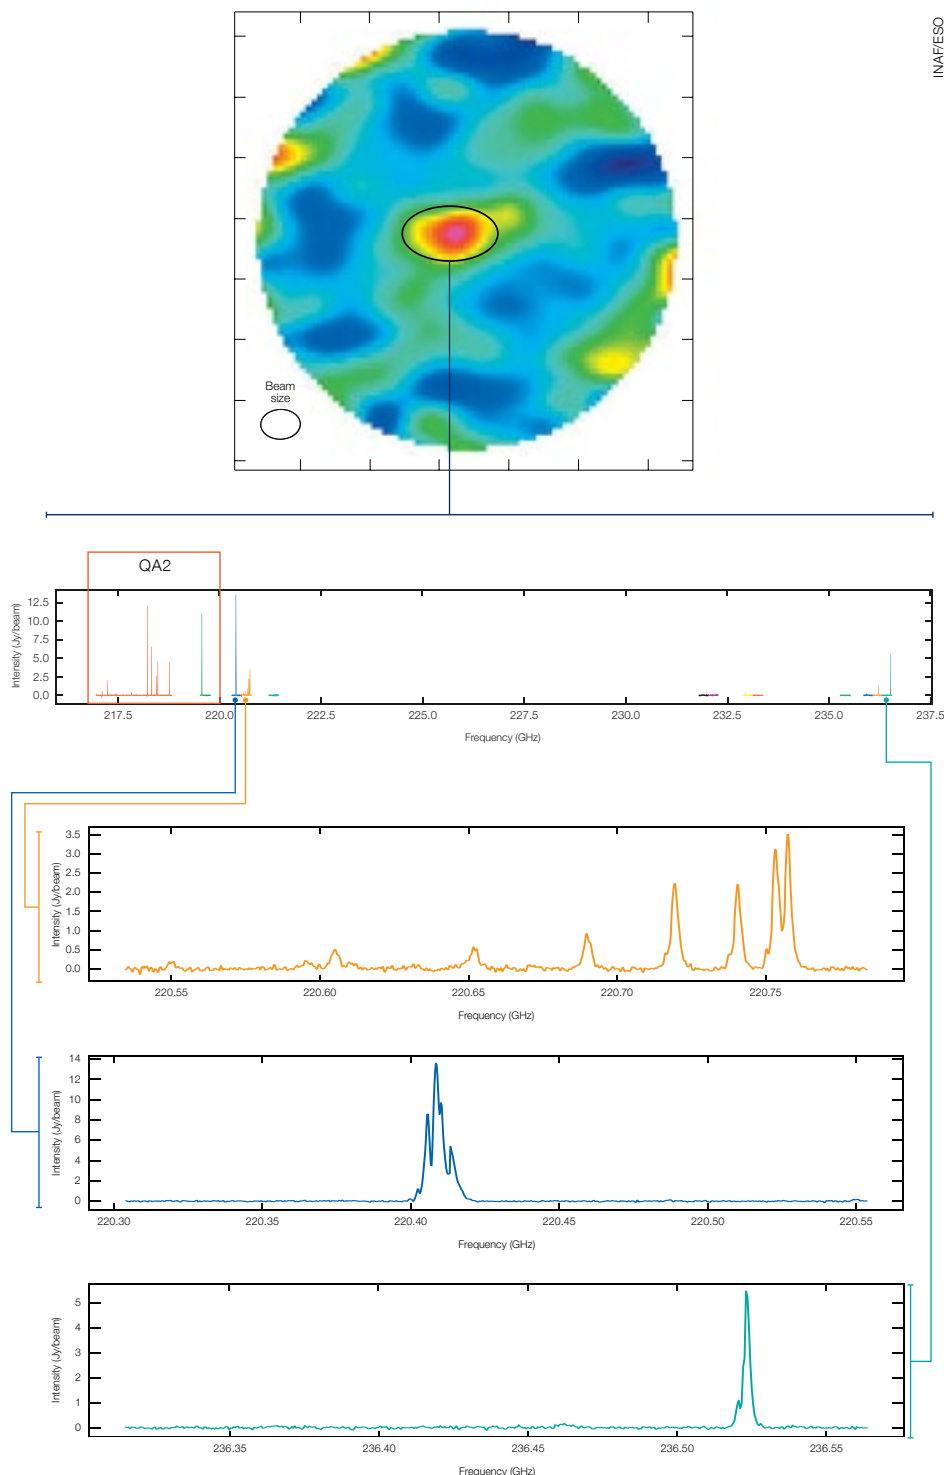 INAF/ESO
Beam
size
QA2
Intensity (Jy/beam)
12.5
10.0
7.5
5.0
2.5
0.0
217.5 220.0 222.5 225.0 227.5 230.0 232.5 235.0 237.5
Frequency (GHz)
Intensity (Jy/beam)
3.5
3.0
2.5
2.0
1.5
1.0
0.5
0.0
220.55 220.60 220.65 220.70 220.75
Frequency (GHz)
Intensity (Jy/beam)
14
12
10
8
6
4
2
0
220.30 220.35 220.40 220.45 220.50 220.55
Frequency (GHz)
Intensity (Jy/beam)
5
4
3
2
1
0
236.35 236.40 236.45 236.50 236.55
Frequency (GHz)